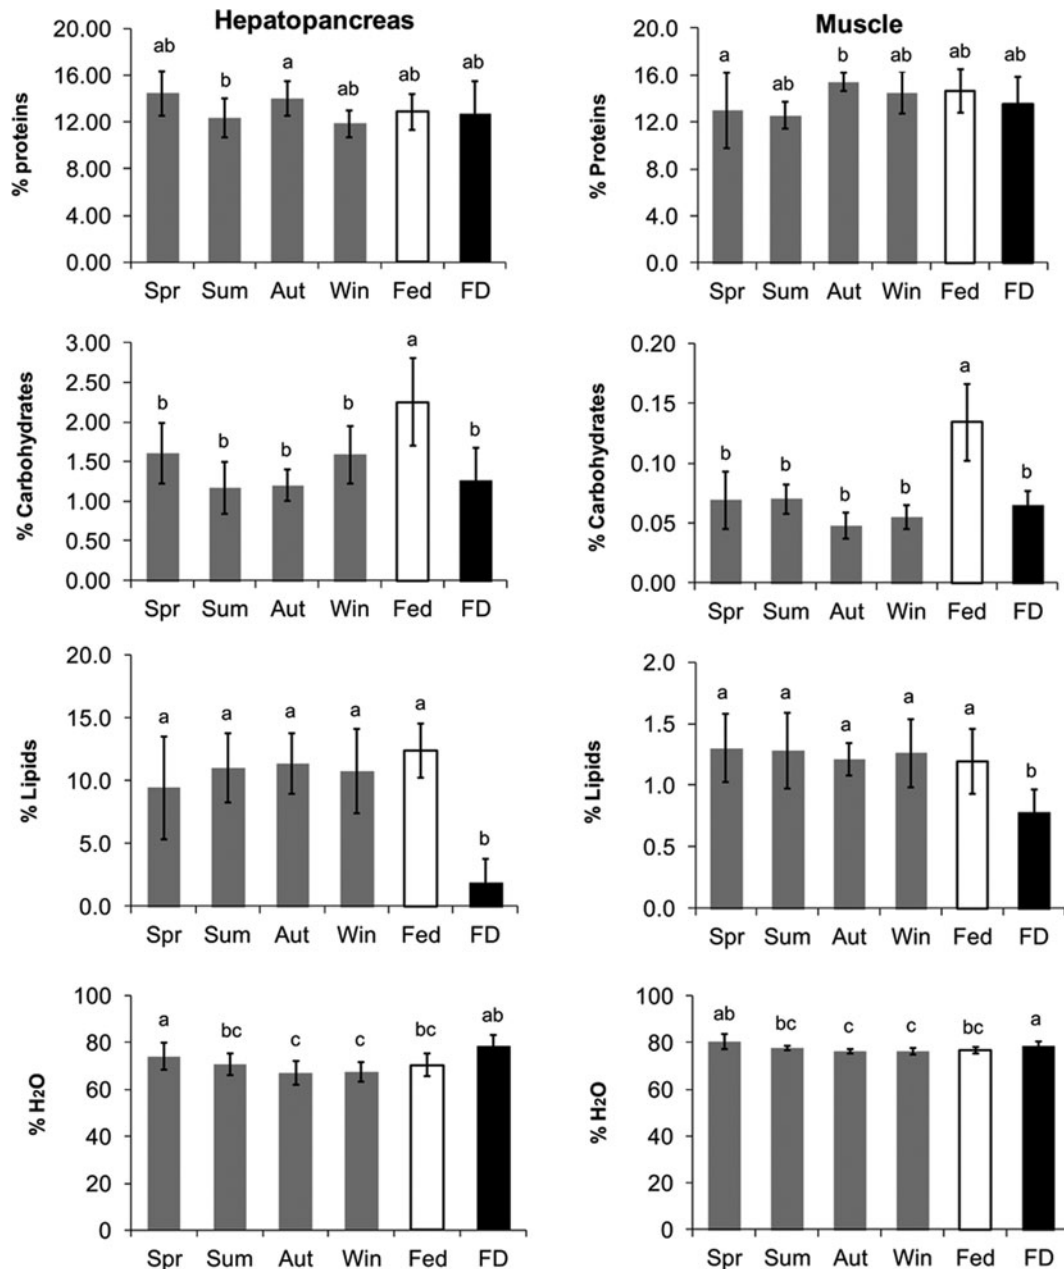 Hepatopancreas
20.00
16.00
12.00
8.00
4.00
0.00
% proteins
ab
b
a
ab
ab
ab
Spr Sum Aut Win Fed FD
Muscle
20.0
16.0
12.0
8.0
4.0
0.0
% Proteins
a
ab
b
ab
ab
ab
Spr Sum Aut Win Fed FD
3.00
2.50
2.00
1.50
1.00
0.50
0.00
% Carbohydrates
b
b
b
b
a
b
Spr Sum Aut Win Fed FD
0.20
0.15
0.10
0.05
0.00
% Carbohydrates
b
b
b
b
a
b
Spr Sum Aut Win Fed FD
20.0
15.0
10.0
5.0
0.0
% Lipids
a
a
a
a
a
b
Spr Sum Aut Win Fed FD
2.0
1.5
1.0
0.5
0.0
% Lipids
a
a
a
a
a
b
Spr Sum Aut Win Fed FD
100
80
60
40
20
0
% H2O
a
bc
c
c
bc
ab
Spr Sum Aut Win Fed FD
100
80
60
40
20
0
% H2O
ab
bc
c
c
bc
a
Spr Sum Aut Win Fed FD